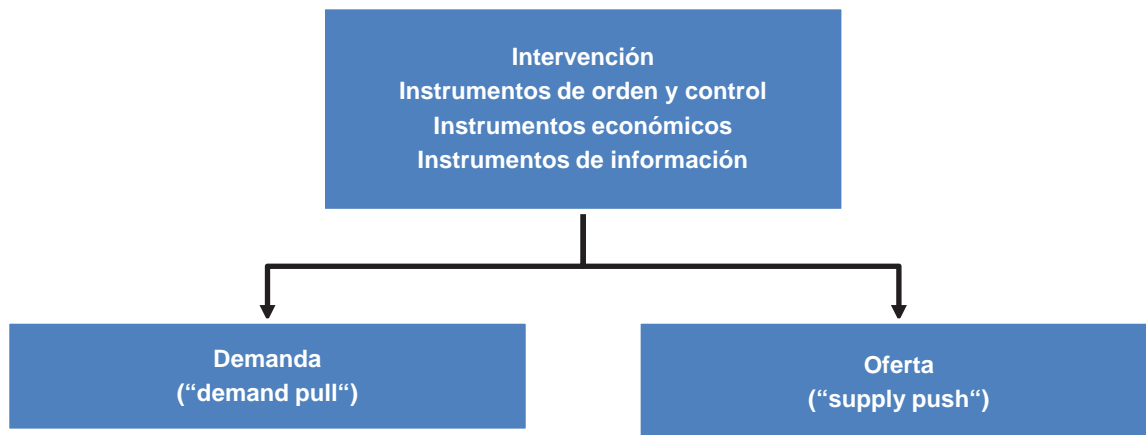 Intervención
Instrumentos de orden y control
Instrumentos económicos
Instrumentos de información
Demanda
(“demand pull“)
Oferta
(“supply push“)